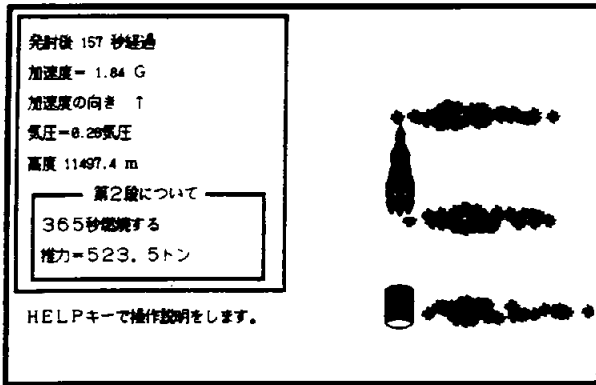 発射後 157 秒経過
加速度= 1.84 G
加速度の向き ↑
気圧=0.26気圧
高度 11497.4 m
第2段について
365秒燃焼する
推力=523.5トン
HELPキーで操作説明をします。